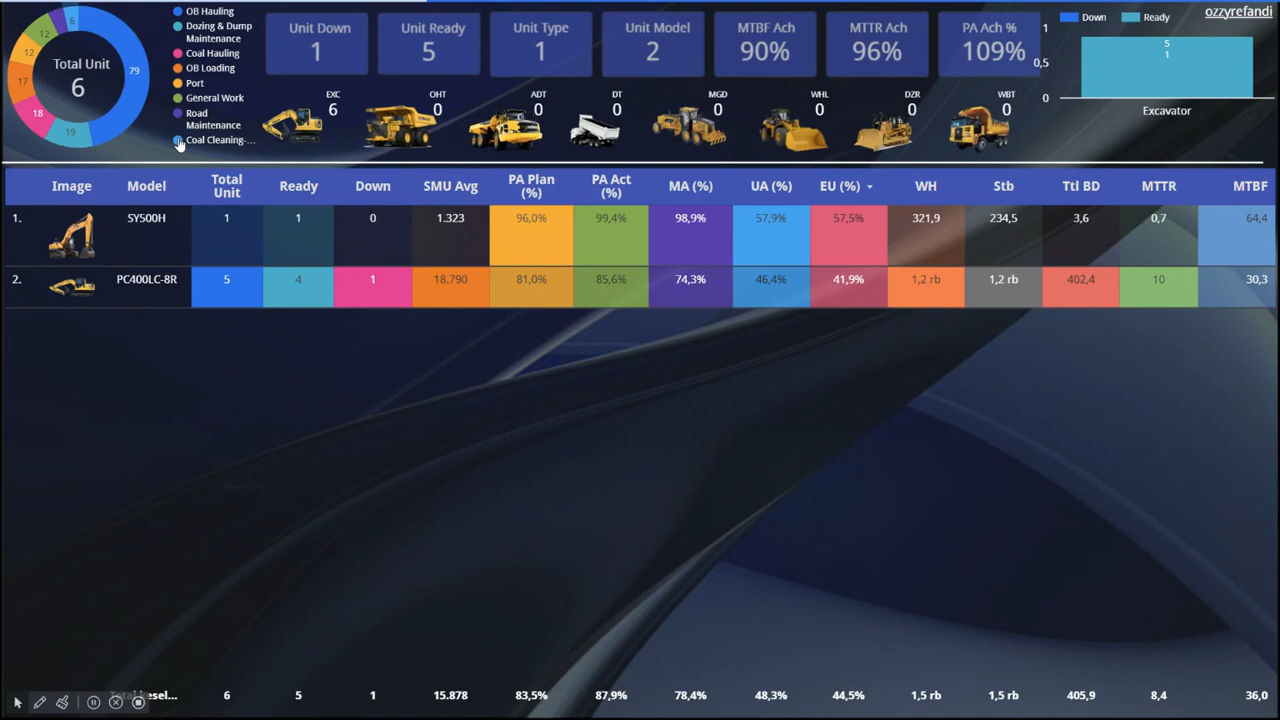 OB Hauling
Dozing & Dump
Maintenance
Coal Hauling
OB Loading
Port
General Work
Road
Maintenance
Coal Cleaning-...
Total Unit
6
79
19
18
17
12
12
6
Unit Down
1
Unit Ready
5
Unit Type
1
Unit Model
2
MTBF Ach
90%
MTTR Ach
96%
PA Ach %
109%
EXC
6
OHT
0
ADT
0
DT
0
MGD
0
WHL
0
DZR
0
WBT
0
Down Ready
ozzyrefandi
1
0,5
0
5
1
Excavator
Image Model Total Unit Ready Down SMU Avg PA Plan (%) PA Act (%) MA (%) UA (%) EU (%) WH Stb Ttl BD MTTR MTBF
1. SY500H 1 1 0 1.323 96,0% 99,4% 98,9% 57,9% 57,5% 321,9 234,5 3,6 0,7 64,4
2. PC400LC-8R 5 4 1 18.790 81,0% 85,6% 74,3% 46,4% 41,9% 1,2 rb 1,2 rb 402,4 10 30,3
6 5 1 15.878 83,5% 87,9% 78,4% 48,3% 44,5% 1,5 rb 1,5 rb 405,9 8,4 36,0